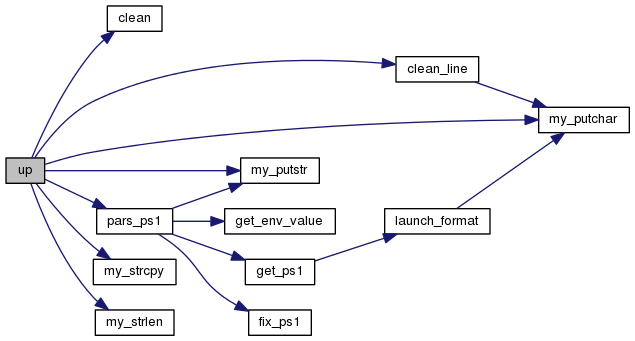 clean
clean_line
my_putchar
up
my_putstr
pars_ps1
get_env_value
launch_format
my_strcpy
get_ps1
my_strlen
fix_ps1